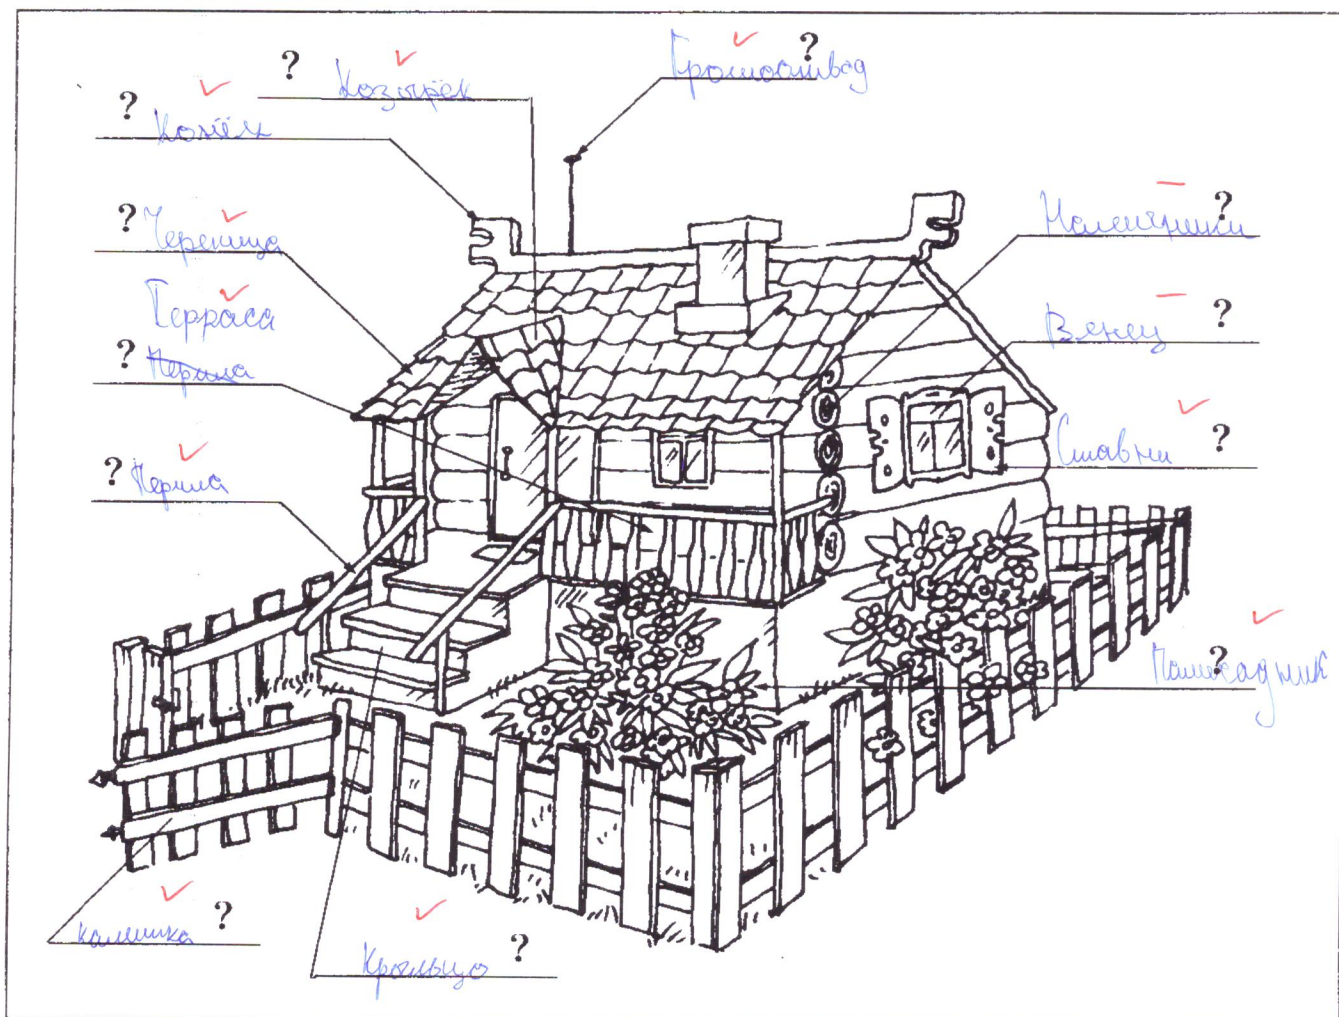 ? Козырёк
Громоотвод ?
? Конёк
? Черепица
Наличники ?
Терраса
Венец ?
? Перила
Ставни ?
? Перила
Палисадник ?
калитка ?
Крыльцо ?